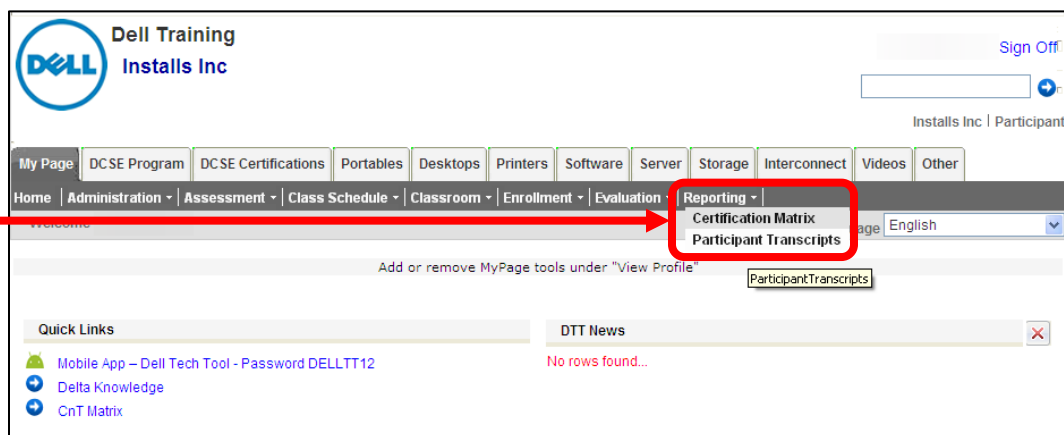 Dell Training
DELL
Installs Inc
Sign Off
Installs Inc | Participant
My Page DCSE Program DCSE Certifications Portables Desktops Printers Software Server Storage Interconnect Videos Other
Home | Administration | Assessment | Class Schedule | Classroom | Enrollment | Evaluation | Reporting |
Welcome
Certification Matrix
English
Participant Transcripts
Add or remove MyPage tools under "View Profile"
ParticipantTranscripts
Quick Links
DTT News
Mobile App – Dell Tech Tool - Password DELLTT12
No rows found...
Delta Knowledge
CnT Matrix